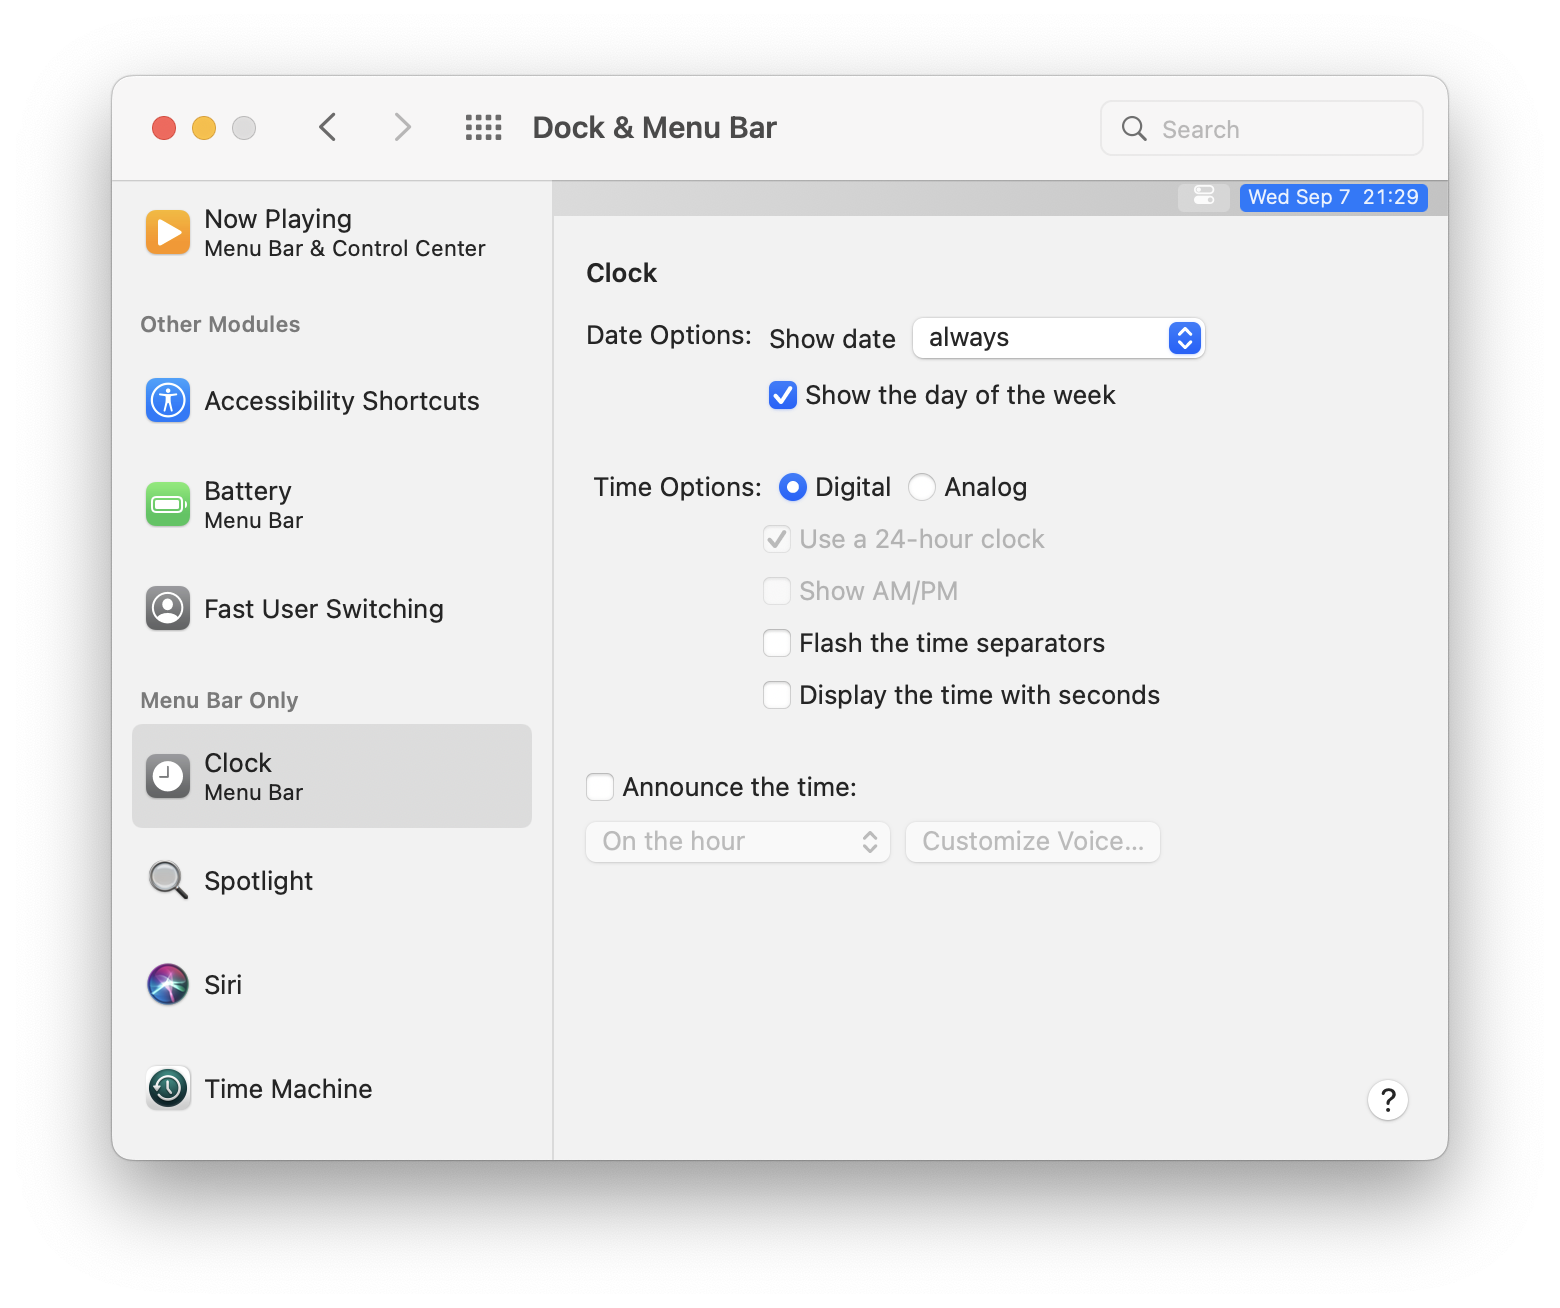 Dock & Menu Bar
Search
Now Playing
Menu Bar & Control Center
Other Modules
Accessibility Shortcuts
Battery
Menu Bar
Fast User Switching
Menu Bar Only
Clock
Menu Bar
Spotlight
Siri
Time Machine
Wed Sep 7 21:29
Clock
Date Options: Show date always
Show the day of the week
Time Options: Digital Analog
Use a 24-hour clock
Show AM/PM
Flash the time separators
Display the time with seconds
Announce the time:
On the hour Customize Voice...
?